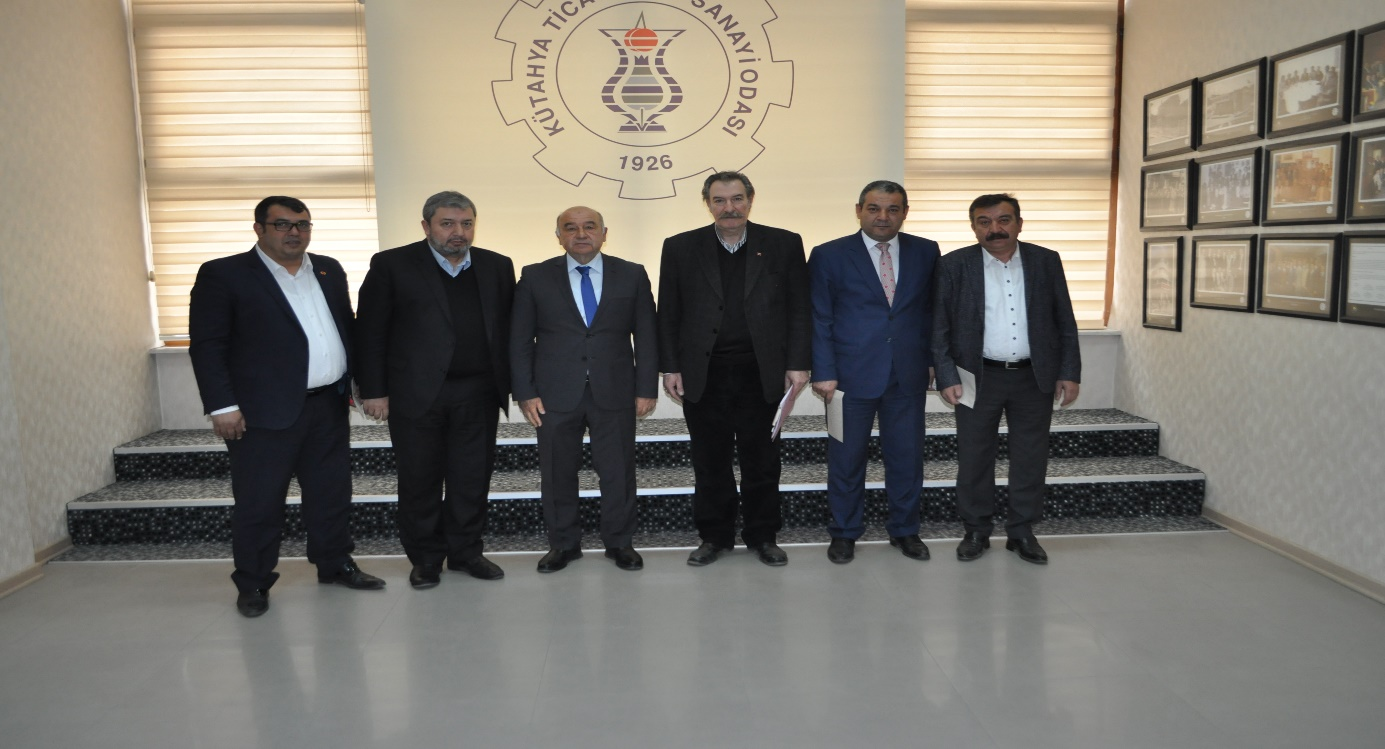 KÜTAHYA TİCA SANAYİ ODASI
1926